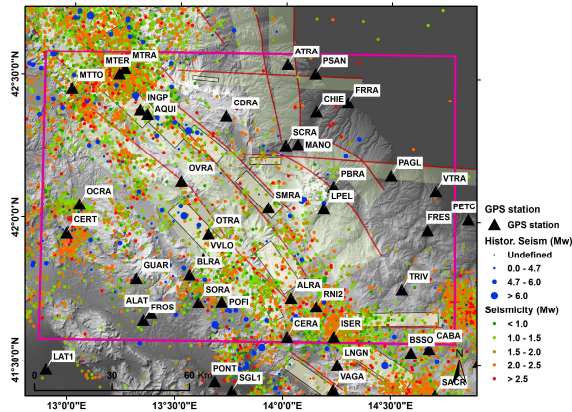 42°30'0"N
42°0'0"N
41°30'0"N
ATRA
PSAN
MTRA
MTER
MTTO
FRRA
CHIE
INGP
AQUI
CDRA
SCRA
MANO
OVRA
PAGL
PBRA
VTRA
OCRA
SMRA
LPEL
CERT
OTRA
FRES
PETC
VVLO
GUAR
BLRA
TRIV
SORA
POFI
ALRA
RNI2
ALAT
FROS
CERA
ISER
CABA
BSSO
LAT1
LNGN
PONT
SGL1
VAGA
SACR
0 30 60 Km
13°0'0"E
13°30'0"E
14°0'0"E
14°30'0"E
GPS station
GPS station
Histor. Seism (Mw)
Undefined
0.0 - 4.7
4.7 - 6.0
> 6.0
Seismicity (Mw)
< 1.0
1.0 - 1.5
1.5 - 2.0
2.0 - 2.5
> 2.5